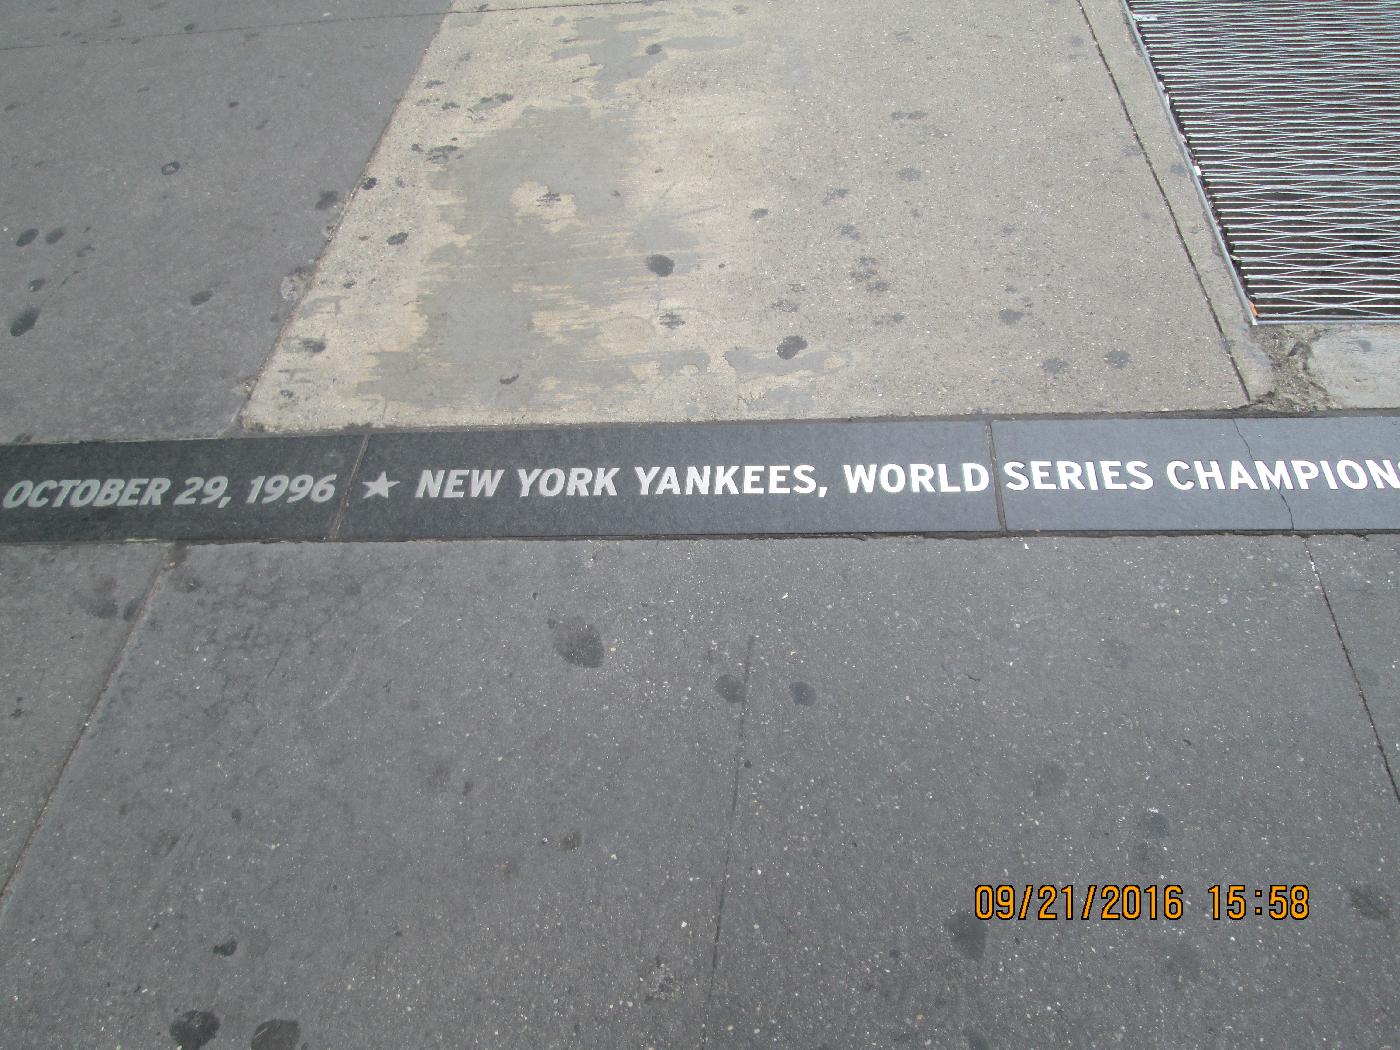 OCTOBER 29, 1996 ★ NEW YORK YANKEES, WORLD SERIES CHAMPION
09/21/2016 15:58